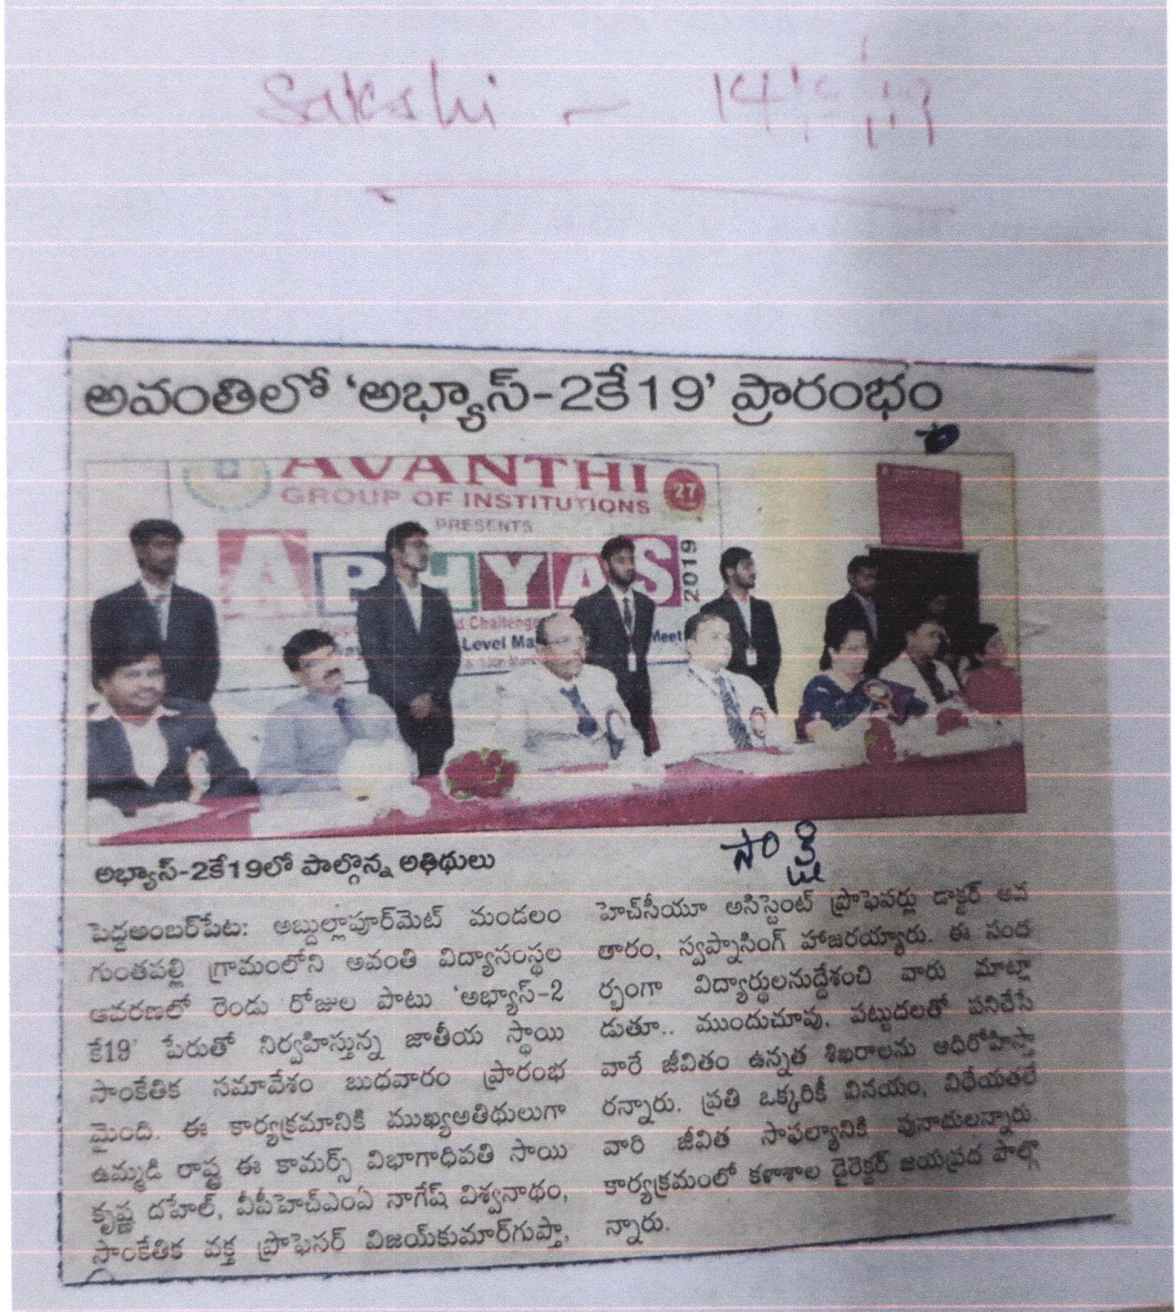 Sakshi - 14
అవంతిలో ‘అభ్యాస్-2కే19’ ప్రారంభం
AVANTHI
GROUP OF INSTITUTIONS
27
PRESENTS
ABHYAS
2019
Challenge
Level Ma Meet
అభ్యాస్-2కే19లో పాల్గొన్న అతిథులు
సాక్షి
పెద్దఅంబర్‌పేట: అబ్దుల్లాపూర్‌మెట్ మండలం
గుంతపల్లి గ్రామంలోని అవంతి విద్యాసంస్థల
ఆవరణలో రెండు రోజుల పాటు ‘అభ్యాస్-2
కే19’ పేరుతో నిర్వహిస్తున్న జాతీయ స్థాయి
సాంకేతిక సమావేశం బుధవారం ప్రారంభ
మైంది. ఈ కార్యక్రమానికి ముఖ్యఅతిథులుగా
ఉమ్మడి రాష్ట్ర ఈ కామర్స్ విభాగాధిపతి సాయి
కృష్ణ దహేల్, వీపీహెచ్ఎంఏ నాగేష్ విశ్వనాథం,
సాంకేతిక వక్త ప్రొఫెసర్ విజయ్‌కుమార్‌గుప్తా,
హెచ్‌సీయూ అసిస్టెంట్ ప్రొఫెసర్లు డాక్టర్ అవ
తారం, స్వప్నాసింగ్ హాజరయ్యారు. ఈ సంద
ర్భంగా విద్యార్థులనుద్దేశంచి వారు మాట్లా
డుతూ.. ముందుచూపు, పట్టుదలతో పనిచేసే
వారే జీవితం ఉన్నత శిఖరాలను అధిరోహిస్తా
రన్నారు. ప్రతి ఒక్కరికీ వినయం, విధేయతలే
వారి జీవిత సాఫల్యానికి పునాదులన్నారు.
కార్యక్రమంలో కళాశాల డైరెక్టర్ జయప్రద పాల్గొ
న్నారు.